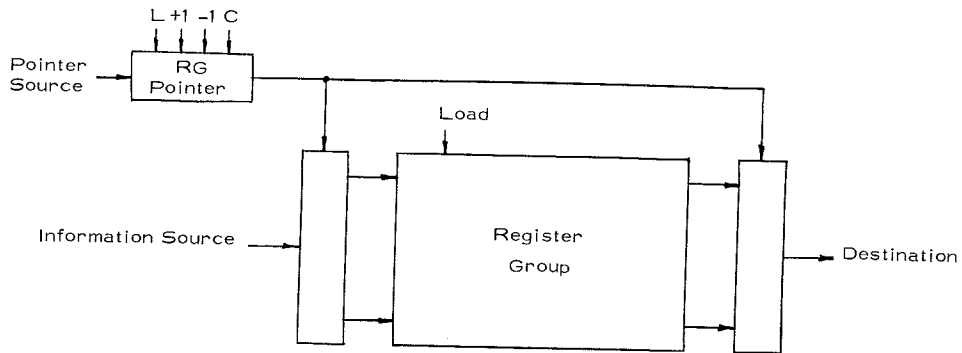 L +1 -1 C
Pointer
Source
RG
Pointer
Load
Information Source
Register
Group
Destination